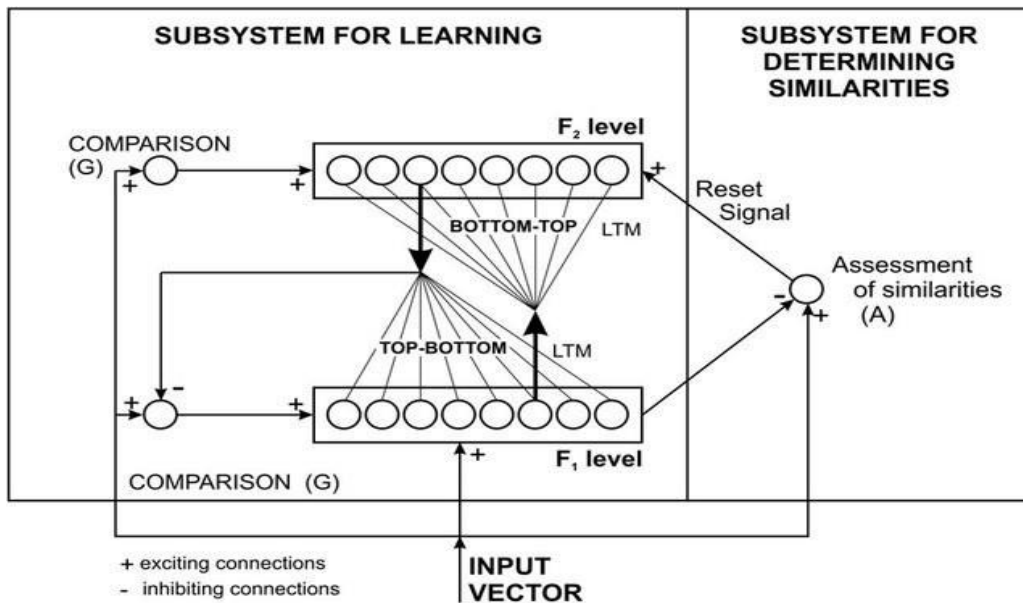 SUBSYSTEM FOR LEARNING
SUBSYSTEM FOR
DETERMINING
SIMILARITIES
F₂ level
COMPARISON
(G)
+
+
+
Reset
Signal
BOTTOM-TOP
LTM
Assessment
of similarities
(A)
-
+
TOP-BOTTOM
LTM
-
+
+
F₁ level
+
COMPARISON (G)
+ exciting connections
- inhibiting connections
INPUT
VECTOR